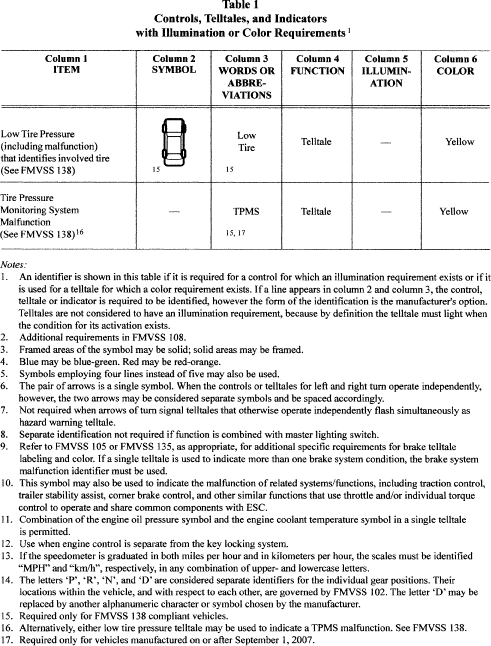 Table 1
Controls, Telltales, and Indicators
with Illumination or Color Requirements 1
Column 1
ITEM
Column 2
SYMBOL
Column 3
WORDS OR
ABBRE-
VIATIONS
Column 4
FUNCTION
Column 5
ILLUMIN-
ATION
Column 6
COLOR
Low Tire Pressure
(including malfunction)
that identifies involved tire
(See FMVSS 138)
15
Low
Tire
15
Telltale
—
Yellow
Tire Pressure
Monitoring System
Malfunction
(See FMVSS 138)16
—
TPMS
15, 17
Telltale
—
Yellow
Notes:
1. An identifier is shown in this table if it is required for a control for which an illumination requirement exists or if it
is used for a telltale for which a color requirement exists. If a line appears in column 2 and column 3, the control,
telltale or indicator is required to be identified, however the form of the identification is the manufacturer's option.
Telltales are not considered to have an illumination requirement, because by definition the telltale must light when
the condition for its activation exists.
2. Additional requirements in FMVSS 108.
3. Framed areas of the symbol may be solid; solid areas may be framed.
4. Blue may be blue-green. Red may be red-orange.
5. Symbols employing four lines instead of five may also be used.
6. The pair of arrows is a single symbol. When the controls or telltales for left and right turn operate independently,
however, the two arrows may be considered separate symbols and be spaced accordingly.
7. Not required when arrows of turn signal telltales that otherwise operate independently flash simultaneously as
hazard warning telltale.
8. Separate identification not required if function is combined with master lighting switch.
9. Refer to FMVSS 105 or FMVSS 135, as appropriate, for additional specific requirements for brake telltale
labeling and color. If a single telltale is used to indicate more than one brake system condition, the brake system
malfunction identifier must be used.
10. This symbol may also be used to indicate the malfunction of related systems/functions, including traction control,
trailer stability assist, corner brake control, and other similar functions that use throttle and/or individual torque
control to operate and share common components with ESC.
11. Combination of the engine oil pressure symbol and the engine coolant temperature symbol in a single telltale
is permitted.
12. Use when engine control is separate from the key locking system.
13. If the speedometer is graduated in both miles per hour and in kilometers per hour, the scales must be identified
“MPH” and “km/h”, respectively, in any combination of upper- and lowercase letters.
14. The letters ‘P’, ‘R’, ‘N’, and ‘D’ are considered separate identifiers for the individual gear positions. Their
locations within the vehicle, and with respect to each other, are governed by FMVSS 102. The letter ‘D’ may be
replaced by another alphanumeric character or symbol chosen by the manufacturer.
15. Required only for FMVSS 138 compliant vehicles.
16. Alternatively, either low tire pressure telltale may be used to indicate a TPMS malfunction. See FMVSS 138.
17. Required only for vehicles manufactured on or after September 1, 2007.